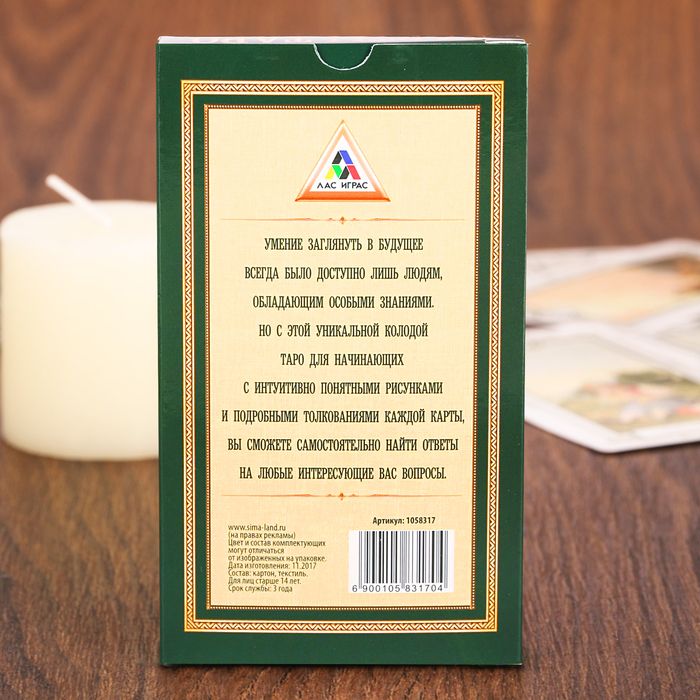 ЛАС ИГРАС
УМЕНИЕ ЗАГЛЯНУТЬ В БУДУЩЕЕ
ВСЕГДА БЫЛО ДОСТУПНО ЛИШЬ ЛЮДЯМ,
ОБЛАДАЮЩИМ ОСОБЫМИ ЗНАНИЯМИ.
НО С ЭТОЙ УНИКАЛЬНОЙ КОЛОДОЙ
ТАРО ДЛЯ НАЧИНАЮЩИХ
С ИНТУИТИВНО ПОНЯТНЫМИ РИСУНКАМИ
И ПОДРОБНЫМИ ТОЛКОВАНИЯМИ КАЖДОЙ КАРТЫ,
ВЫ СМОЖЕТЕ САМОСТОЯТЕЛЬНО НАЙТИ ОТВЕТЫ
НА ЛЮБЫЕ ИНТЕРЕСУЮЩИЕ ВАС ВОПРОСЫ.
www.sima-land.ru
(на правах рекламы)
Цвет и состав комплектующих
могут отличаться
от изображенных на упаковке.
Дата изготовления: 11.2017
Состав: картон, текстиль.
Для лиц старше 14 лет.
Срок службы: 3 года
Артикул: 1058317
6 900105 831704